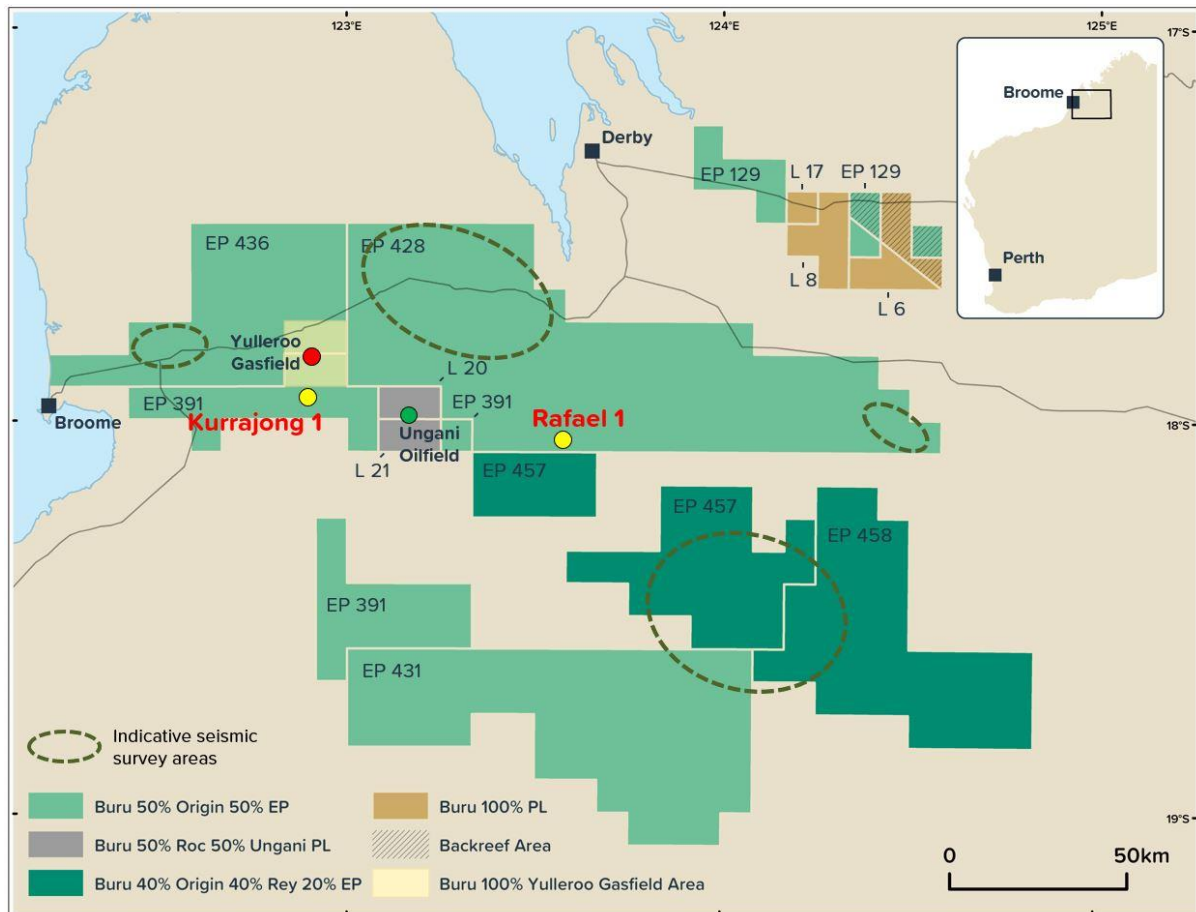 123°E
124°E
125°E
17°S
Broome
Perth
Derby
EP 129
L 17
EP 129
L 8
L 6
EP 436
EP 428
Yulleroo
Gasfield
L 20
EP 391
EP 391
Kurrajong 1
Rafael 1
Broome
Ungani
Oilfield
18°S
L 21
EP 457
EP 457
EP 458
EP 391
EP 431
Indicative seismic
survey areas
Buru 50% Origin 50% EP
Buru 100% PL
19°S
Buru 50% Roc 50% Ungani PL
Backreef Area
0
50km
Buru 40% Origin 40% Rey 20% EP
Buru 100% Yulleroo Gasfield Area